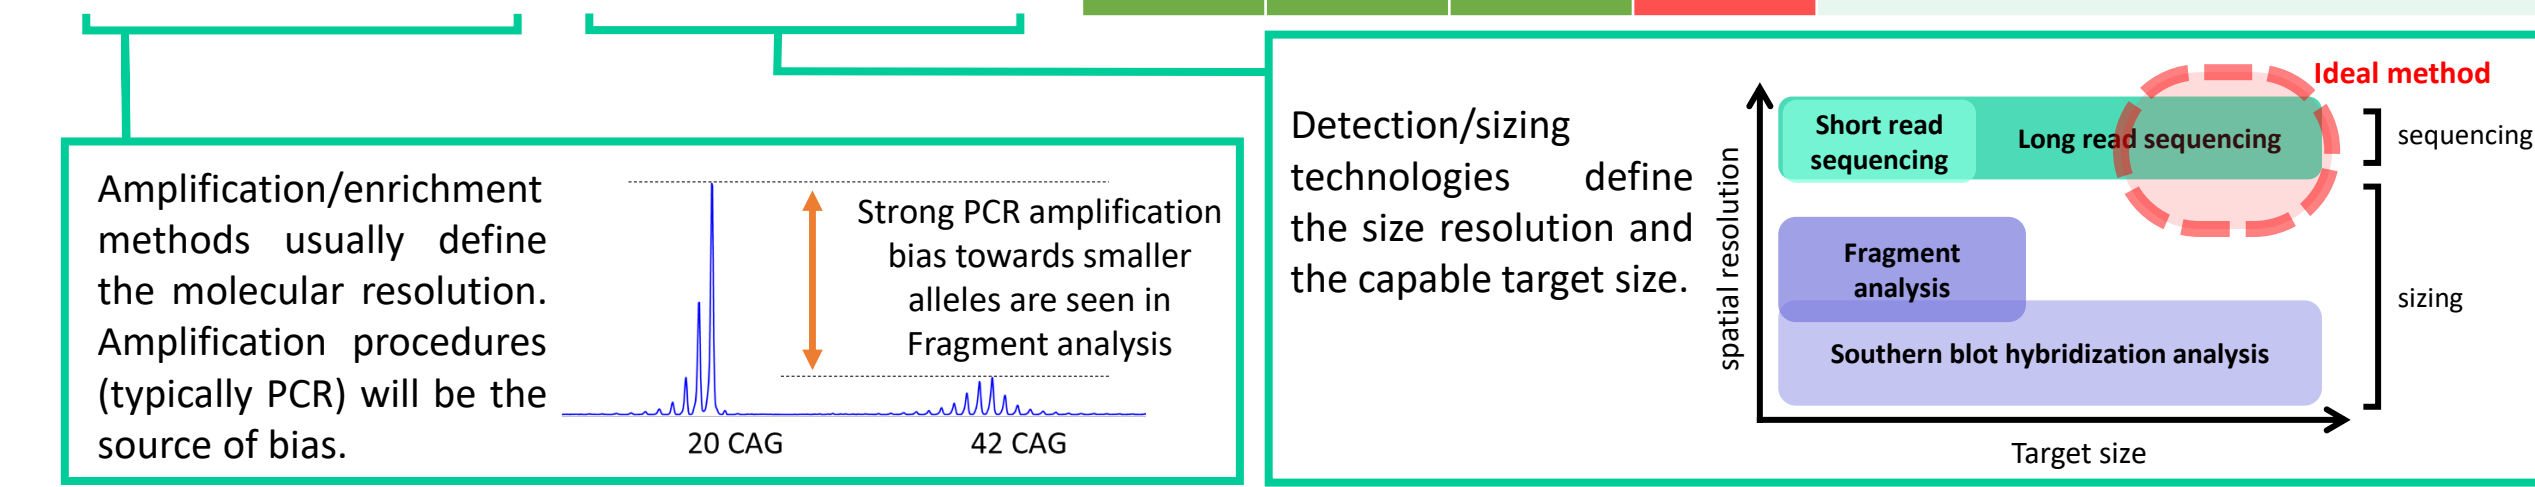 Amplification/enrichment
methods usually define
the molecular resolution.
Amplification procedures
(typically PCR) will be the
source of bias.
Strong PCR amplification
bias towards smaller
alleles are seen in
Fragment analysis
20 CAG
42 CAG
Detection/sizing
technologies define
the size resolution and
the capable target size.
spatial resolution
Ideal method
Short read
sequencing
Long read sequencing
sequencing
Fragment
analysis
sizing
Southern blot hybridization analysis
Target size